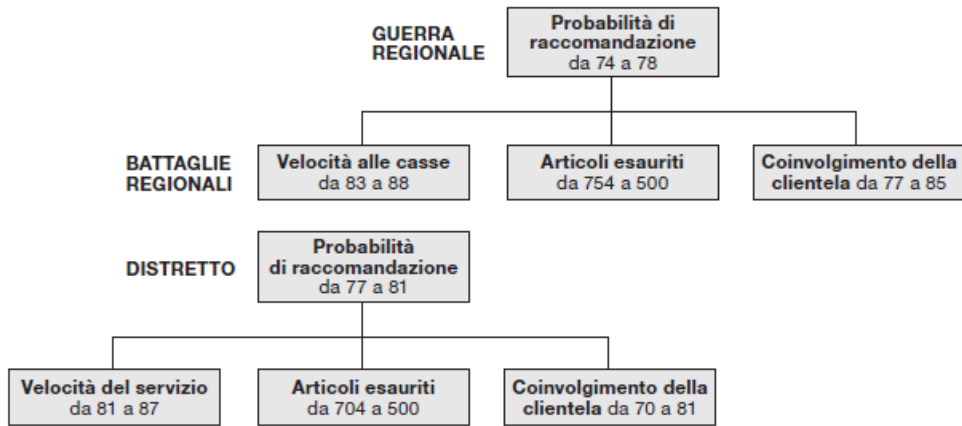 GUERRA
REGIONALE
Probabilità di
raccomandazione
da 74 a 78
BATTAGLIE
REGIONALI
Velocità alle casse
da 83 a 88
Articoli esauriti
da 754 a 500
Coinvolgimento della
clientela da 77 a 85
DISTRETTO
Probabilità
di raccomandazione
da 77 a 81
Velocità del servizio
da 81 a 87
Articoli esauriti
da 704 a 500
Coinvolgimento della
clientela da 70 a 81